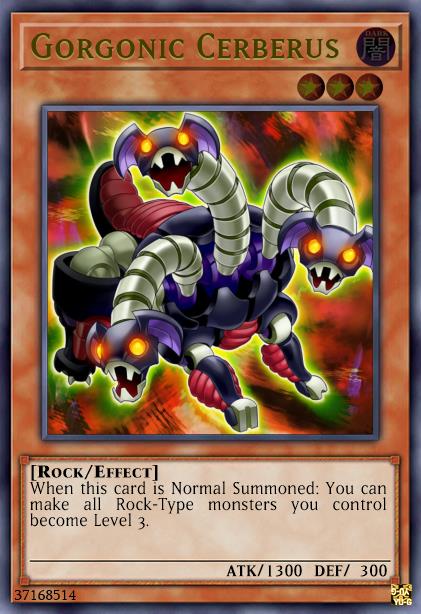 GORGONIC CERBERUS
DARK
闇
[ROCK/EFFECT]
When this card is Normal Summoned: You can
make all Rock-Type monsters you control
become Level 3.
ATK/1300 DEF/ 300
37168514